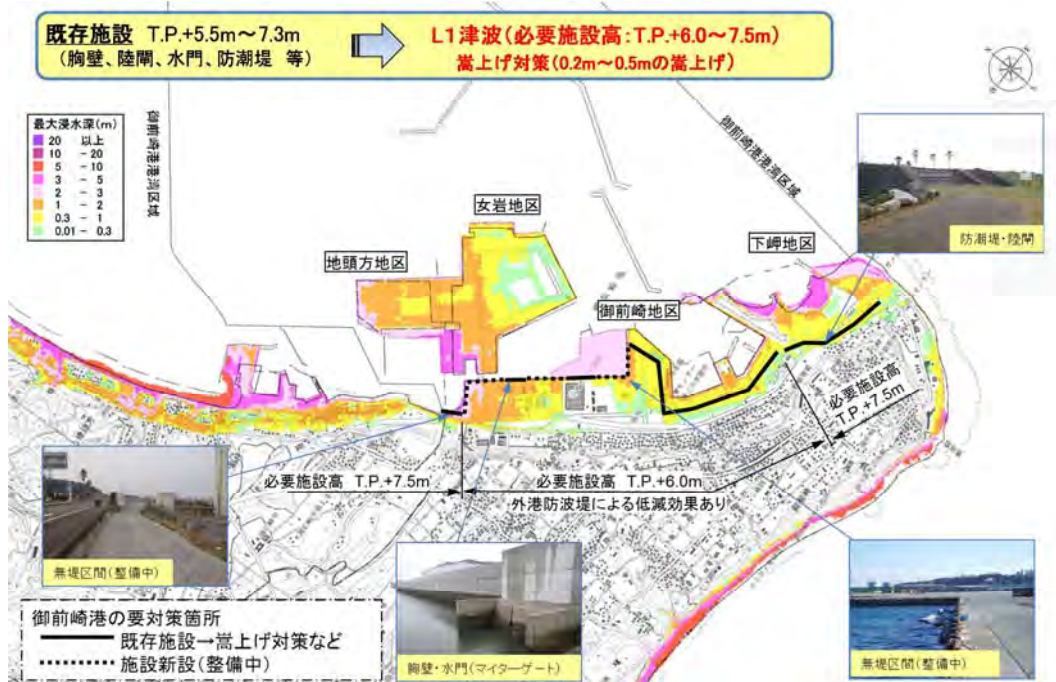 既存施設 T.P.+5.5m~7.3m
(胸壁、陸閘、水門、防潮堤 等)
L1津波(必要施設高:T.P.+6.0~7.5m)
嵩上げ対策(0.2m~0.5mの嵩上げ)
最大浸水深(m)
20 以上
10 - 20
5 - 10
3 - 5
2 - 3
1 - 2
0.3 - 1
0.01 - 0.3
御前崎港港湾区域
御前崎港港湾区域
防潮堤・陸閘
女岩地区
地頭方地区
下岬地区
御前崎地区
必要施設高
T.P.+7.5m
必要施設高 T.P.+7.5m
必要施設高 T.P.+6.0m
外港防波堤による低減効果あり
無堤区間(整備中)
胸壁・水門(マイターゲート)
無堤区間(整備中)
御前崎港の要対策箇所
既存施設→嵩上げ対策など
施設新設(整備中)